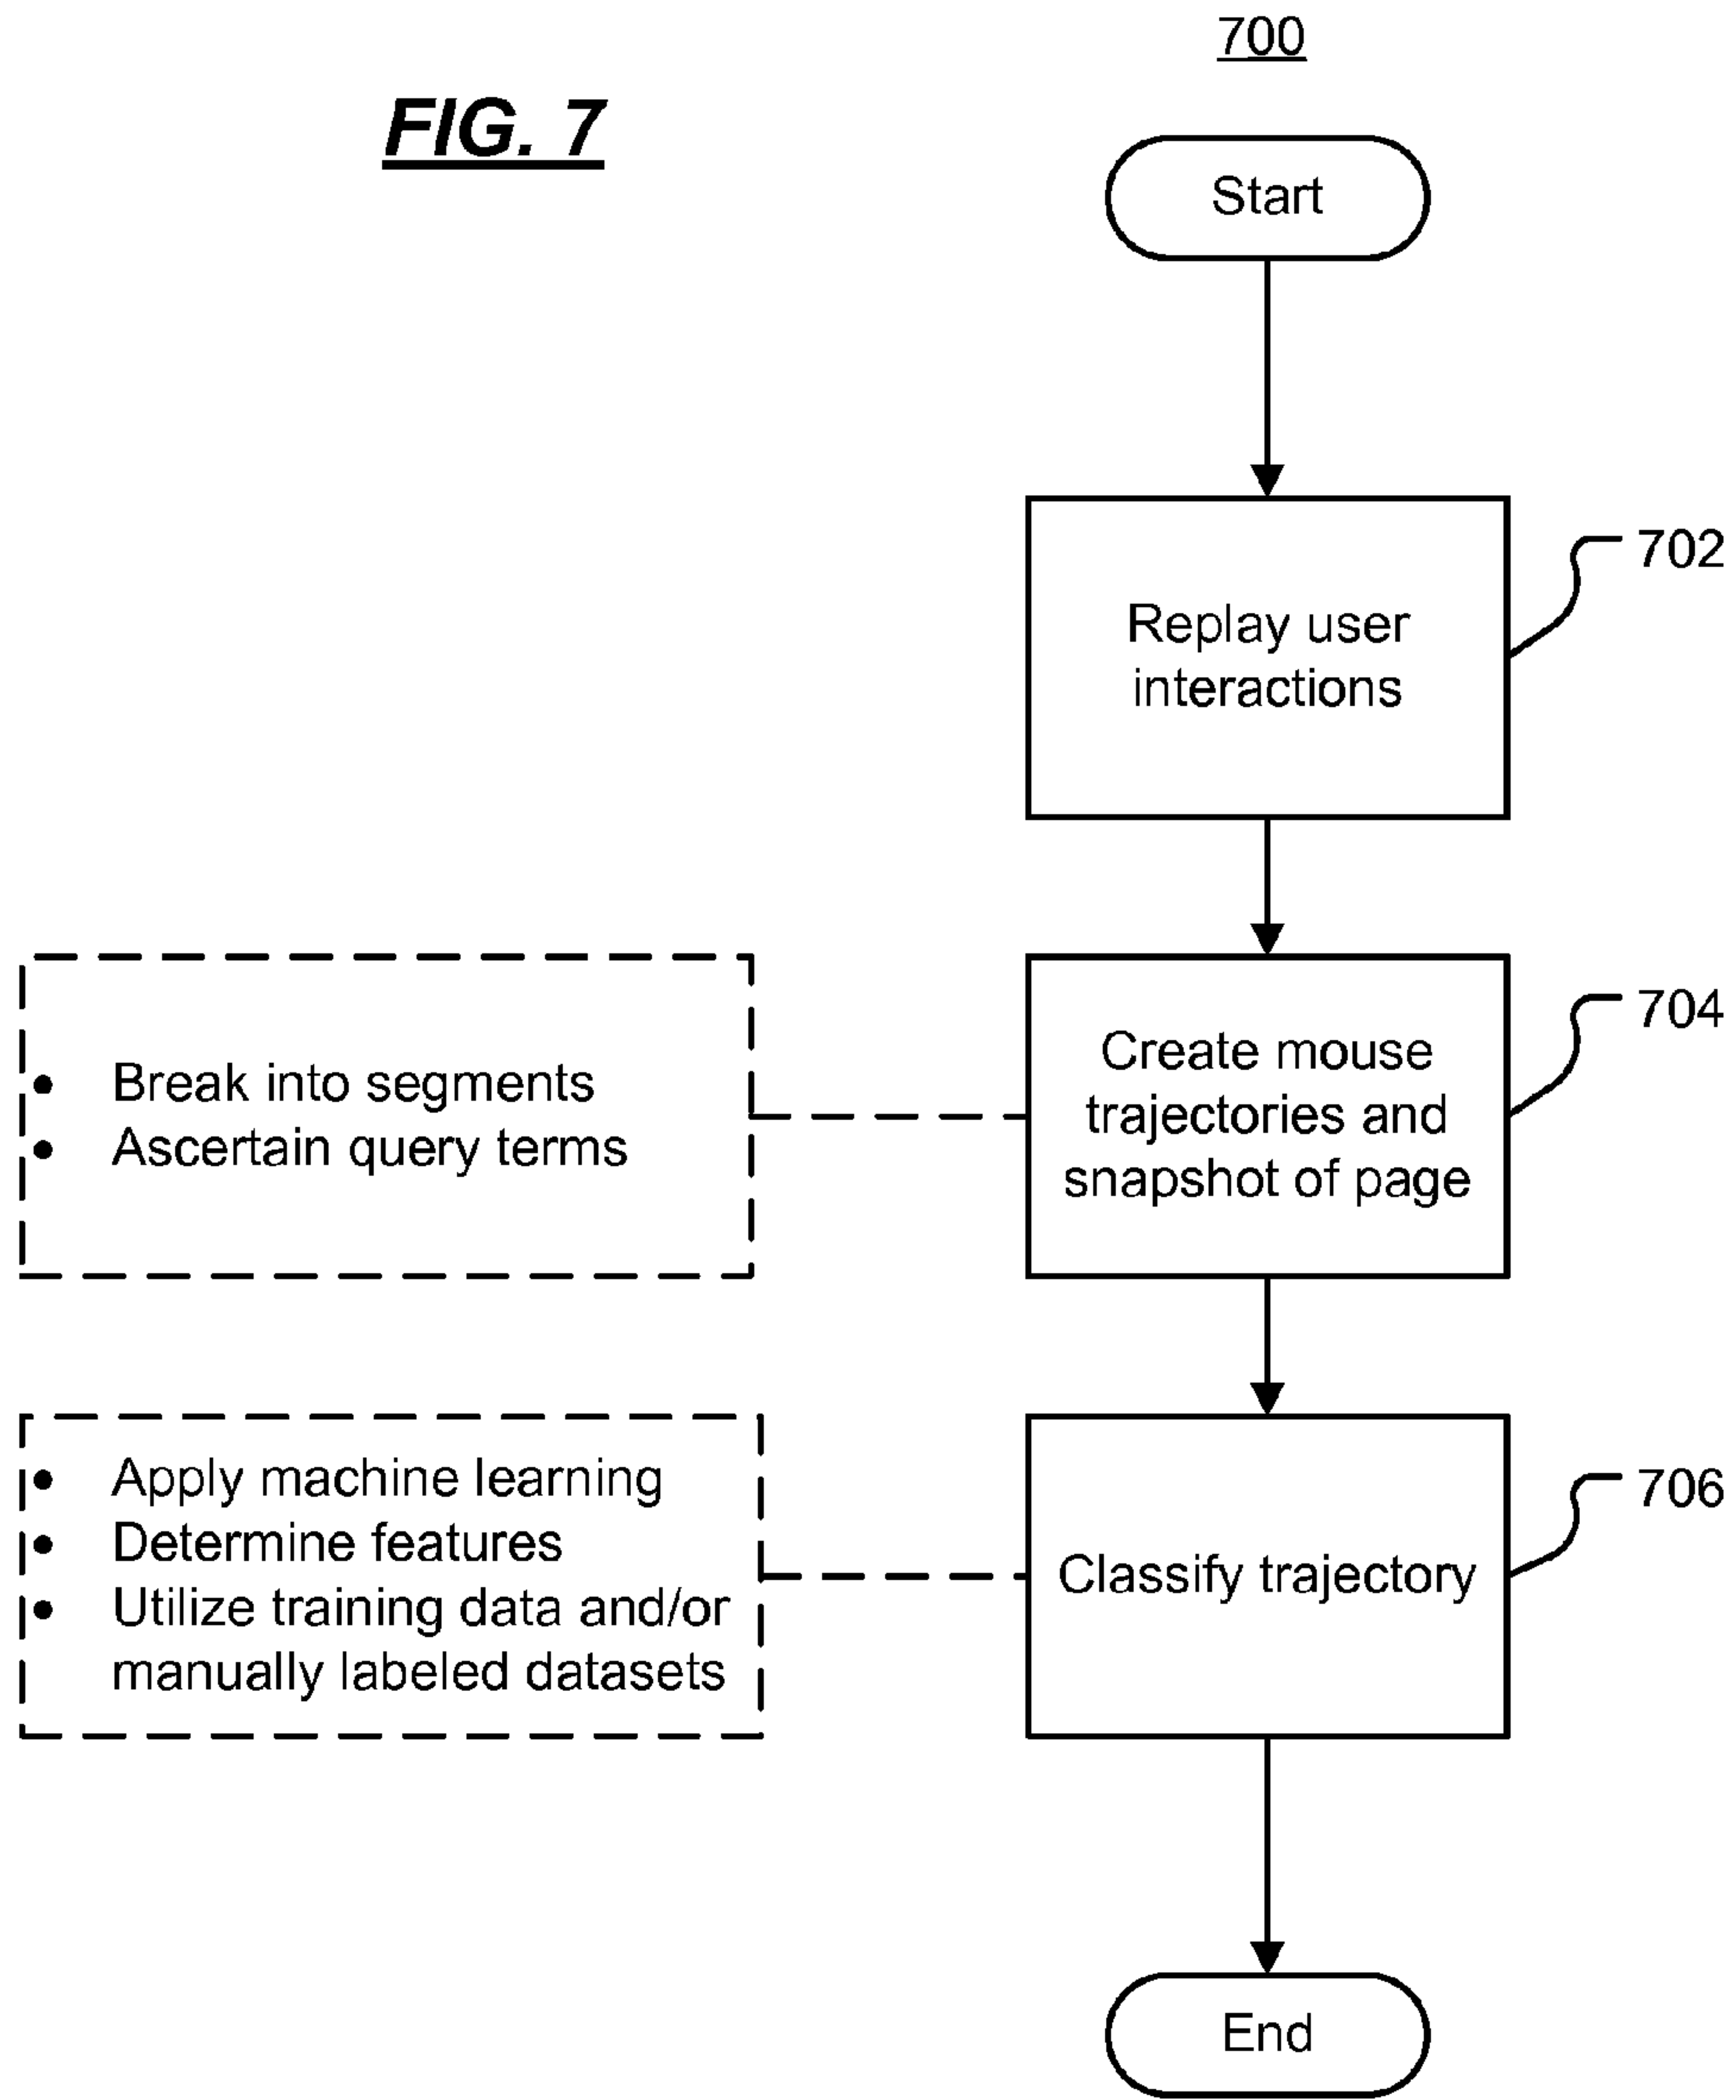 700
FIG. 7
Start
Replay user
interactions
702
Create mouse
trajectories and
snapshot of page
704
• Break into segments
• Ascertain query terms
Classify trajectory
706
• Apply machine learning
• Determine features
• Utilize training data and/or
manually labeled datasets
End